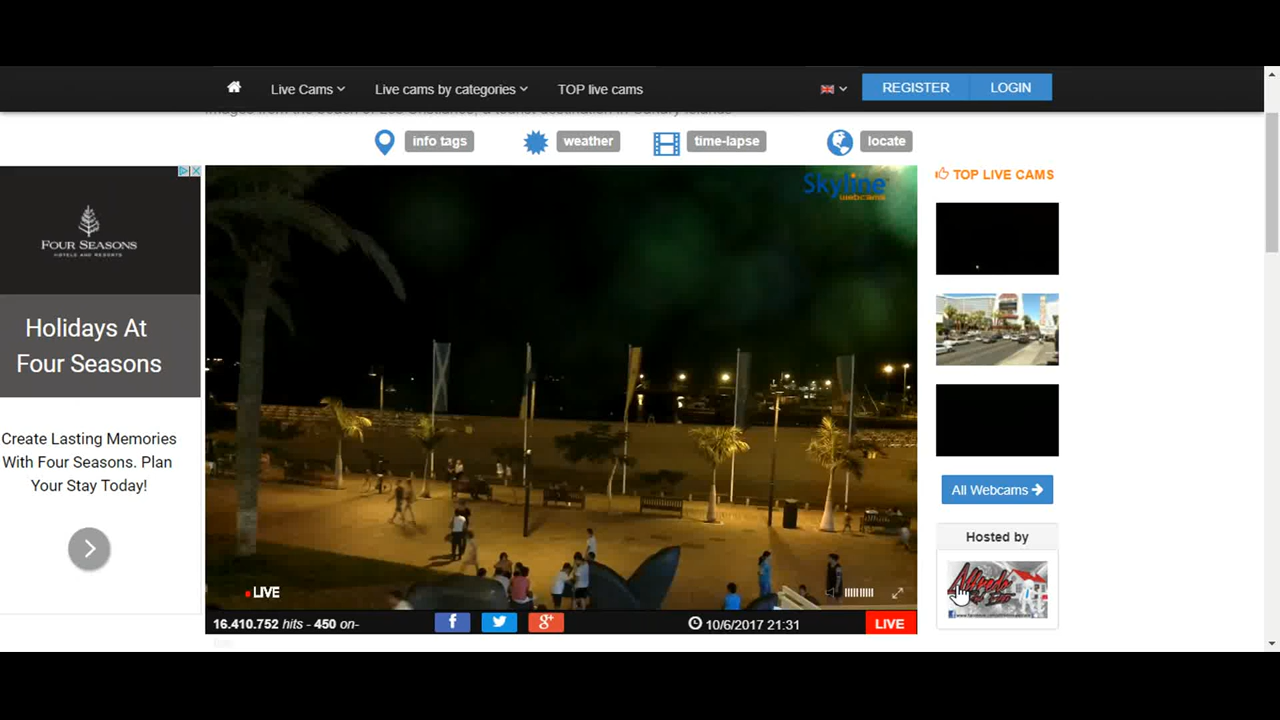 Live Cams
Live cams by categories
TOP live cams
REGISTER
LOGIN
info tags
weather
time-lapse
locate
FOUR SEASONS
HOTELS AND RESORTS
Holidays At
Four Seasons
Create Lasting Memories
With Four Seasons. Plan
Your Stay Today!
Skyline
webcams
LIVE
16.410.752 hits - 450 on-
f
g+
10/6/2017 21:31
LIVE
TOP LIVE CAMS
All Webcams
Hosted by